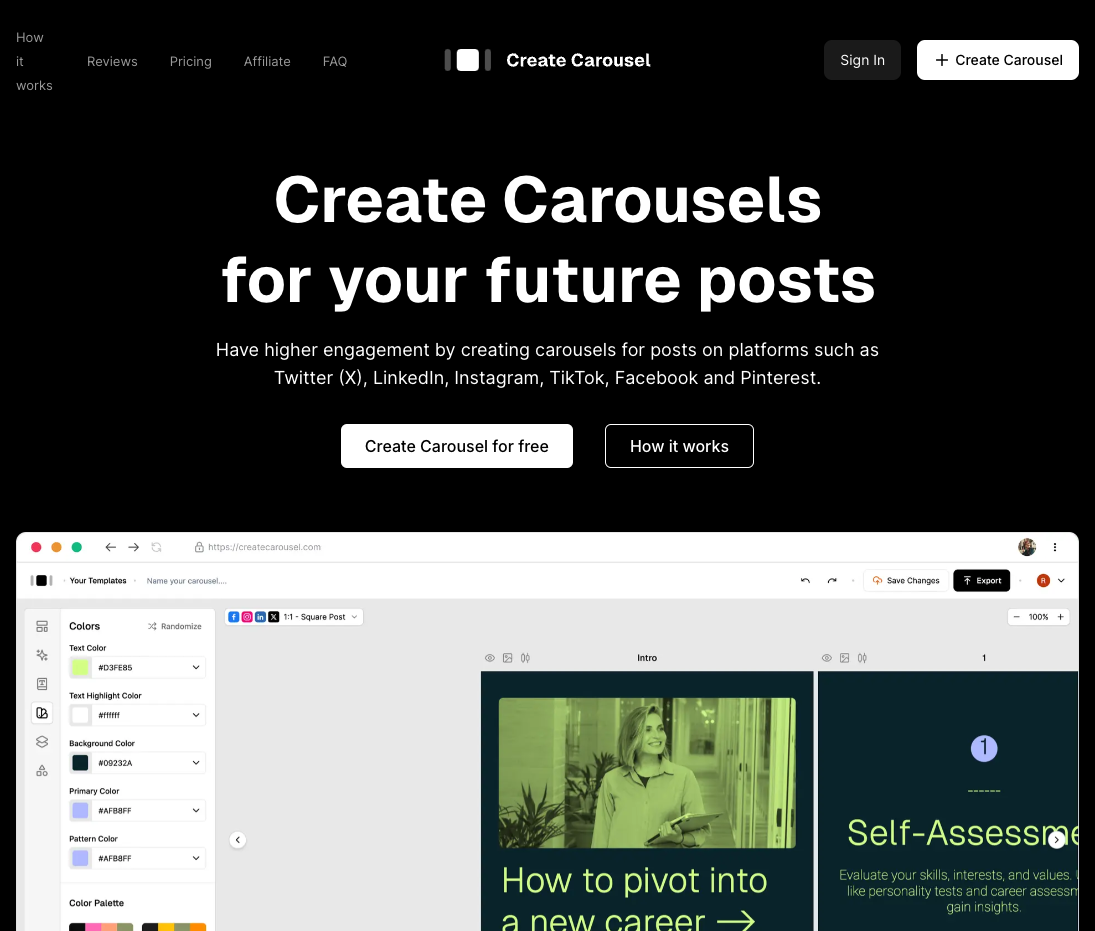 How
it
works
Reviews
Pricing
Affiliate
FAQ
Create Carousel
Sign In
Create Carousel
Create Carousels
for your future posts
Have higher engagement by creating carousels for posts on platforms such as
Twitter (X), LinkedIn, Instagram, TikTok, Facebook and Pinterest.
Create Carousel for free
How it works
https://createcarousel.com
Your Templates
Name your carousel....
Save Changes
Export
R
Colors
Randomize
1:1 - Square Post
100%
Text Color
#D3FE85
Text Highlight Color
#ffffff
Background Color
#09232A
Primary Color
#AFB8FF
Pattern Color
#AFB8FF
Color Palette
Intro
How to pivot into
a new career →
1
1
------
Self-Assessme
Evaluate your skills, interests, and values. U
like personality tests and career assessm
gain insights.